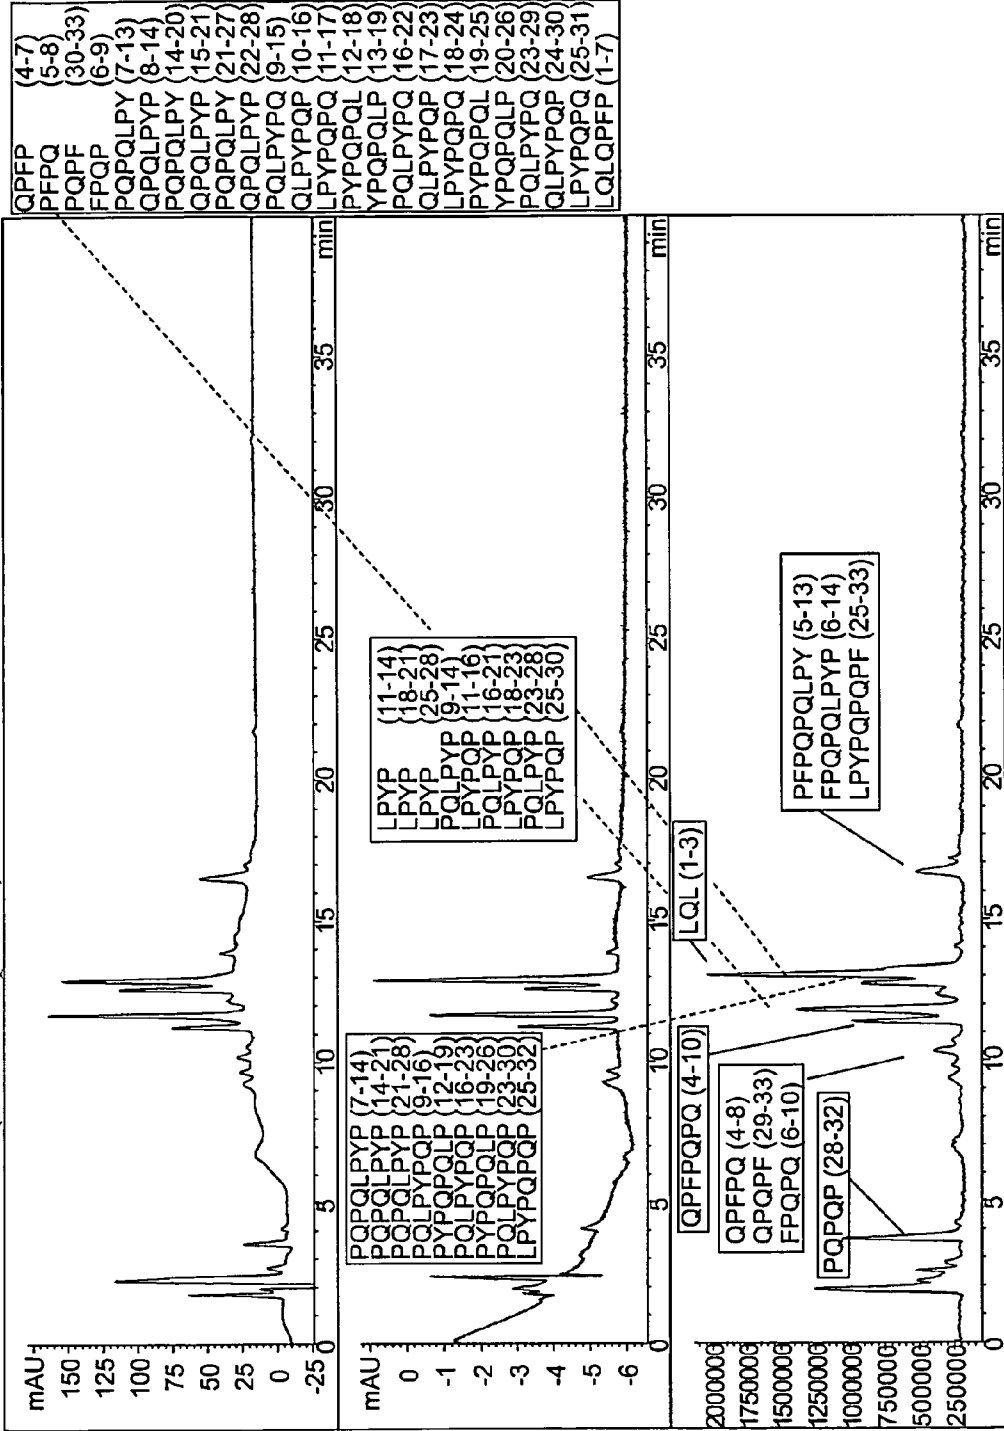 QPFP (4-7)
PFPQ (5-8)
PQPF (30-33)
FPQP (6-9)
PQPQLPY (7-13)
QPQLPYP (8-14)
PQPQLPY (14-20)
QPQLPYP (15-21)
PQPQLPY (21-27)
QPQLPYP (22-28)
PQLPYPQ (9-15)
QLPYPQP (10-16)
LPYPQPQ (11-17)
PYPQPQL (12-18)
YPQPQLP (13-19)
PQLPYPQ (16-22)
QLPYPQP (17-23)
LPYPQPQ (18-24)
PYPQPQL (19-25)
YPQPQLP (20-26)
PQLPYPQ (23-29)
QLPYPQP (24-30)
LPYPQPQ (25-31)
LQLQPFP (1-7)
mAU
150
125
100
75
50
25
0
-25
0 5 10 15 20 25 30 35 min
mAU
0
-1
-2
-3
-4
-5
-6
0 5 10 15 20 25 30 35 min
LPYP (11-14)
LPYP (18-21)
LPYP (25-28)
PQLPYP (9-14)
LPYPQP (11-16)
PQLPYP (16-21)
LPYPQP (18-23)
PQLPYP (23-28)
LPYPQP (25-30)
PQPQLPYP (7-14)
PQPQLPYP (14-21)
PQPQLPYP (21-28)
PQLPYPQP (9-16)
PYPQPQLP (12-19)
PQLPYPQP (16-23)
PYPQPQLP (19-26)
PQLPYPQP (23-30)
LPYPQPQP (25-32)
2000000
1750000
1500000
1250000
1000000
750000
500000
250000
0 5 10 15 20 25 30 35 min
LQL (1-3)
QPFFPQPQ (4-10)
QPFPQ (4-8)
QPQPF (29-33)
FPQPQ (6-10)
PQPQP (28-32)
PFPQPQLPY (5-13)
FPQPQLPYP (6-14)
LPYPQPQPF (25-33)